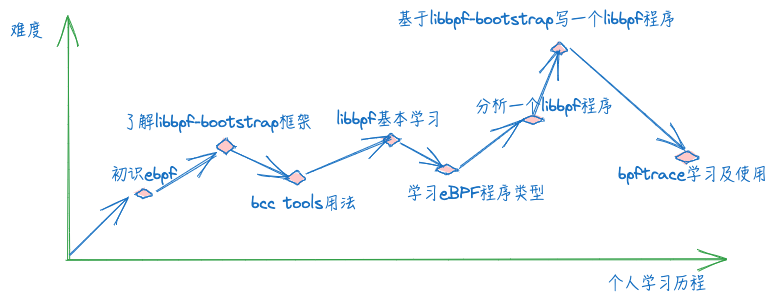 基于libbpf-bootstrap写一个libbpf程序
难度
分析一个libbpf程序
了解libbpf-bootstrap框架
libbpf基本学习
初识ebpf
bpftrace学习及使用
学习eBPF程序类型
bcc tools用法
个人学习历程